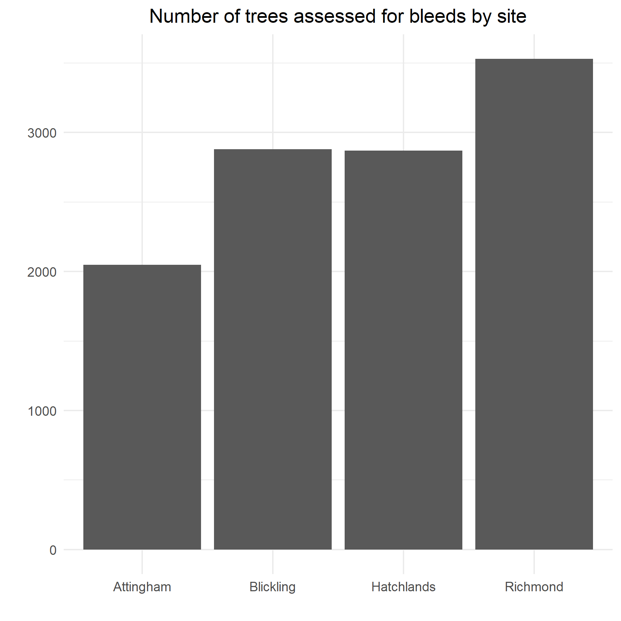 Number of trees assessed for bleeds by site
3000
2000
1000
0
Attingham Blickling Hatchlands Richmond